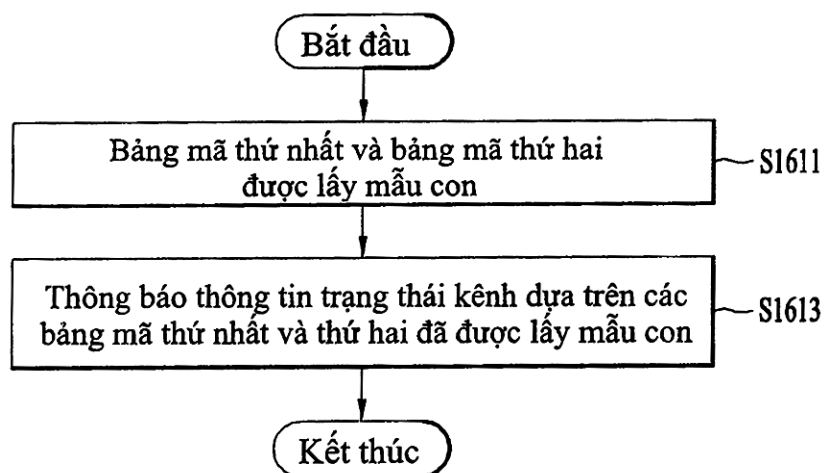 Bắt đầu
Bảng mã thứ nhất và bảng mã thứ hai
được lấy mẫu con
S1611
Thông báo thông tin trạng thái kênh dựa trên các
bảng mã thứ nhất và thứ hai đã được lấy mẫu con
S1613
Kết thúc